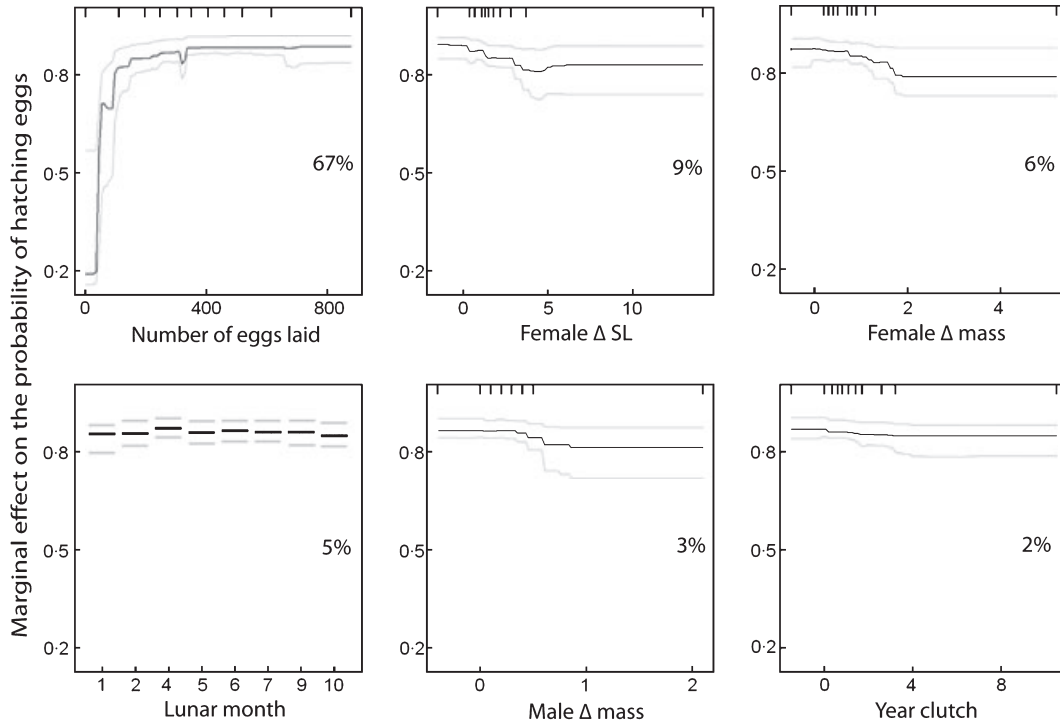 Marginal effect on the probability of hatching eggs
0·8
0·5
0·2
67%
0 400 800
Number of eggs laid
0·8
0·5
0·2
9%
0 5 10
Female Δ SL
0·8
0·5
0·2
6%
0 2 4
Female Δ mass
0·8
0·5
0·2
5%
1 2 4 5 6 7 9 10
Lunar month
0·8
0·5
0·2
3%
0 1 2
Male Δ mass
0·8
0·5
0·2
2%
0 4 8
Year clutch